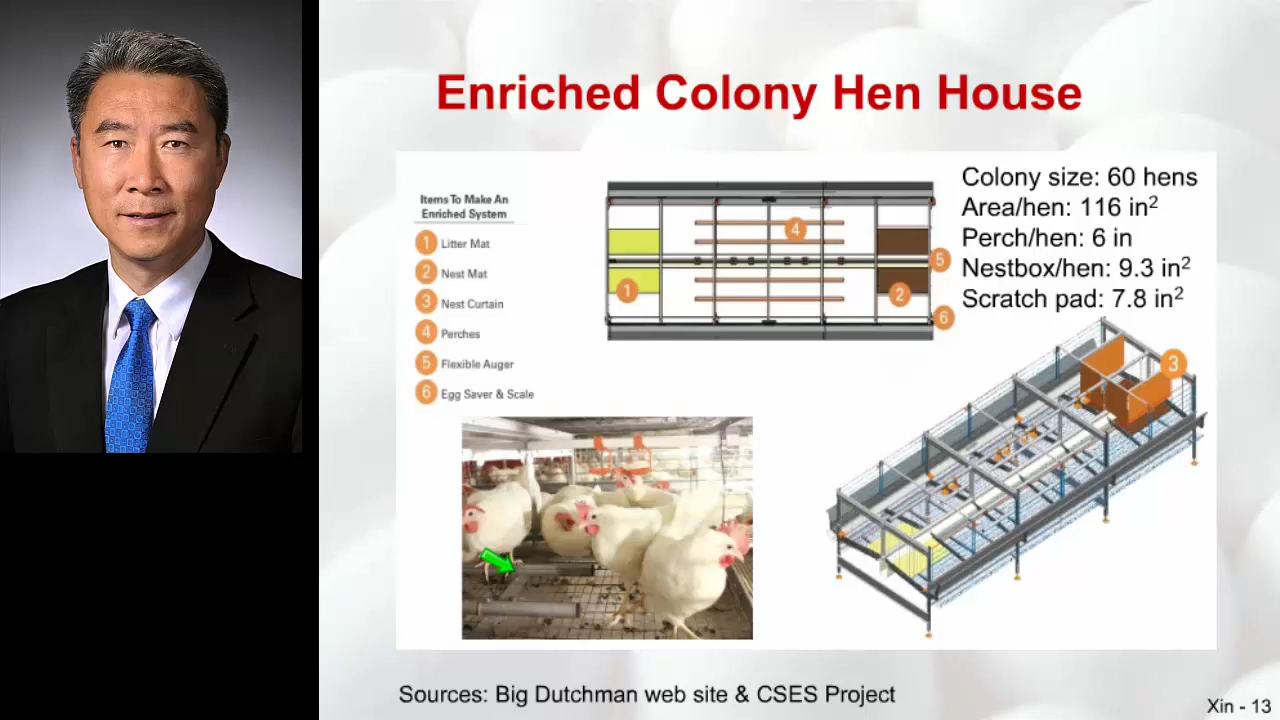 Enriched Colony Hen House
Items To Make An
Enriched System
1 Litter Mat
2 Nest Mat
3 Nest Curtain
4 Perches
5 Flexible Auger
6 Egg Saver & Scale
4
5
1
2
6
Colony size: 60 hens
Area/hen: 116 in²
Perch/hen: 6 in
Nestbox/hen: 9.3 in²
Scratch pad: 7.8 in²
3
Sources: Big Dutchman web site & CSES Project
Xin - 13